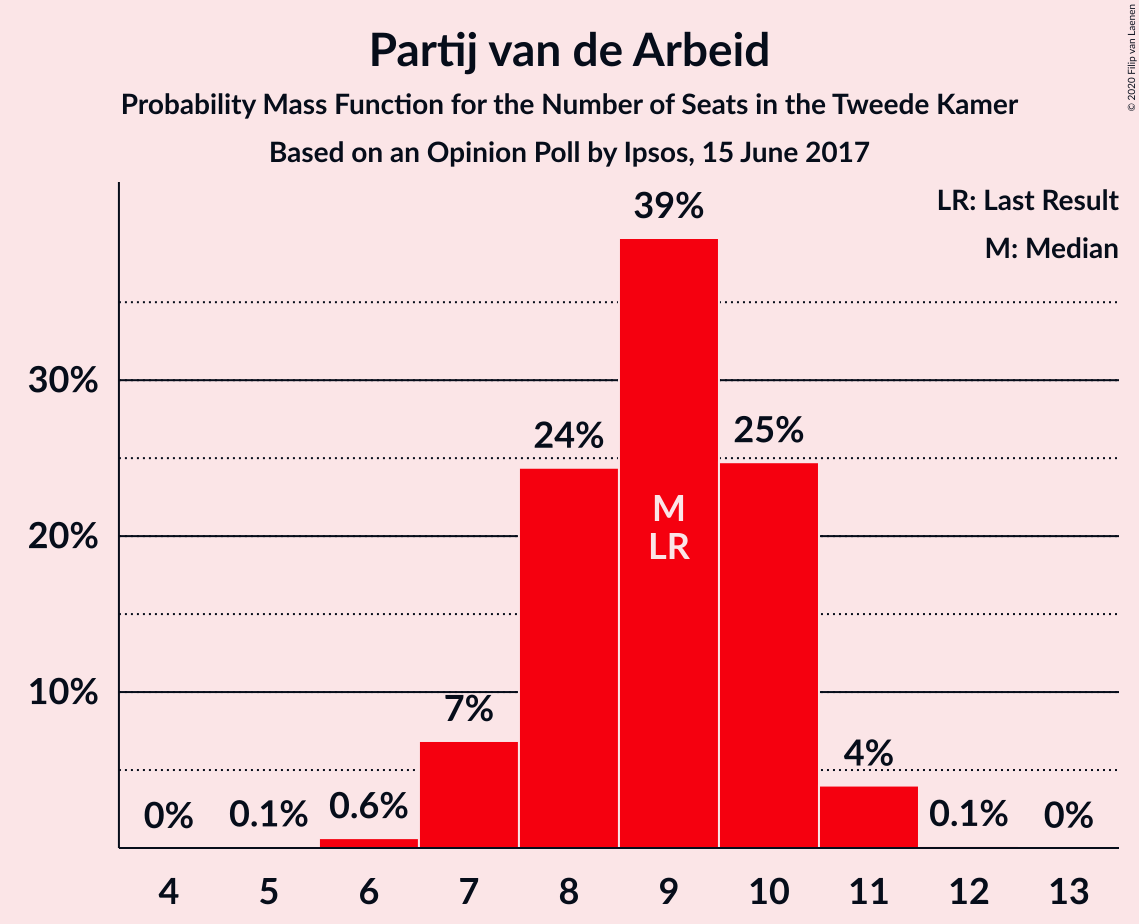 Partij van de Arbeid
Probability Mass Function for the Number of Seats in the Tweede Kamer
Based on an Opinion Poll by Ipsos, 15 June 2017
© 2020 Filip van Laenen
LR: Last Result
M: Median
39%
30%
24%
25%
M
LR
20%
10%
7%
4%
0%
0.1%
0.6%
0.1%
0%
4 5 6 7 8 9 10 11 12 13